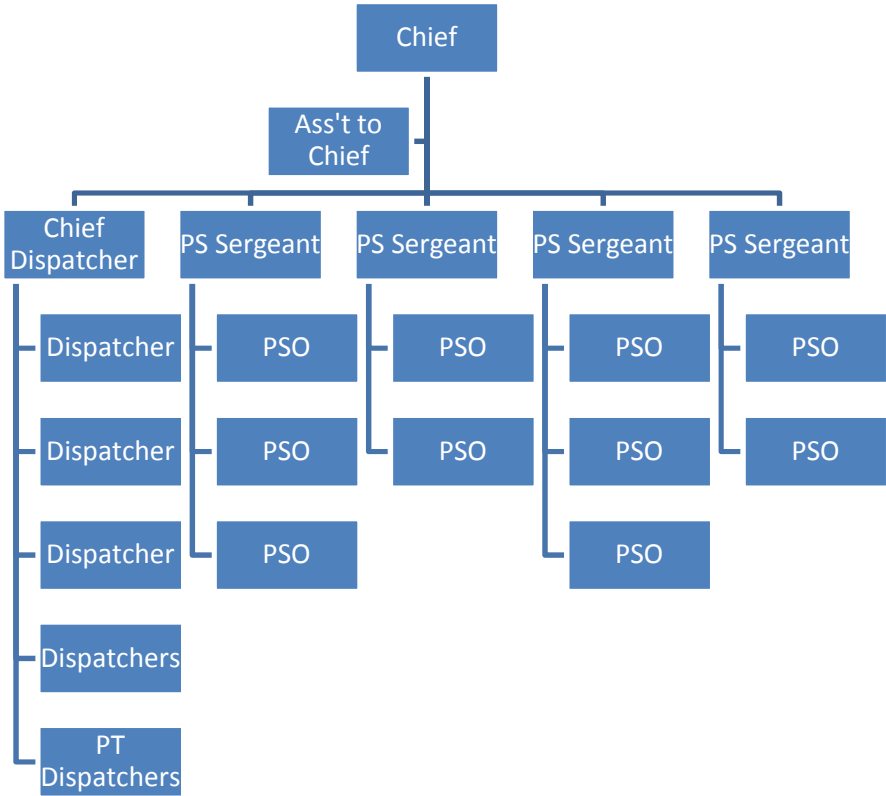 Chief
Ass't to
Chief
Chief
Dispatcher
PS Sergeant
PS Sergeant
PS Sergeant
PS Sergeant
Dispatcher
PSO
PSO
PSO
PSO
Dispatcher
PSO
PSO
PSO
PSO
Dispatcher
PSO
PSO
Dispatchers
PT
Dispatchers